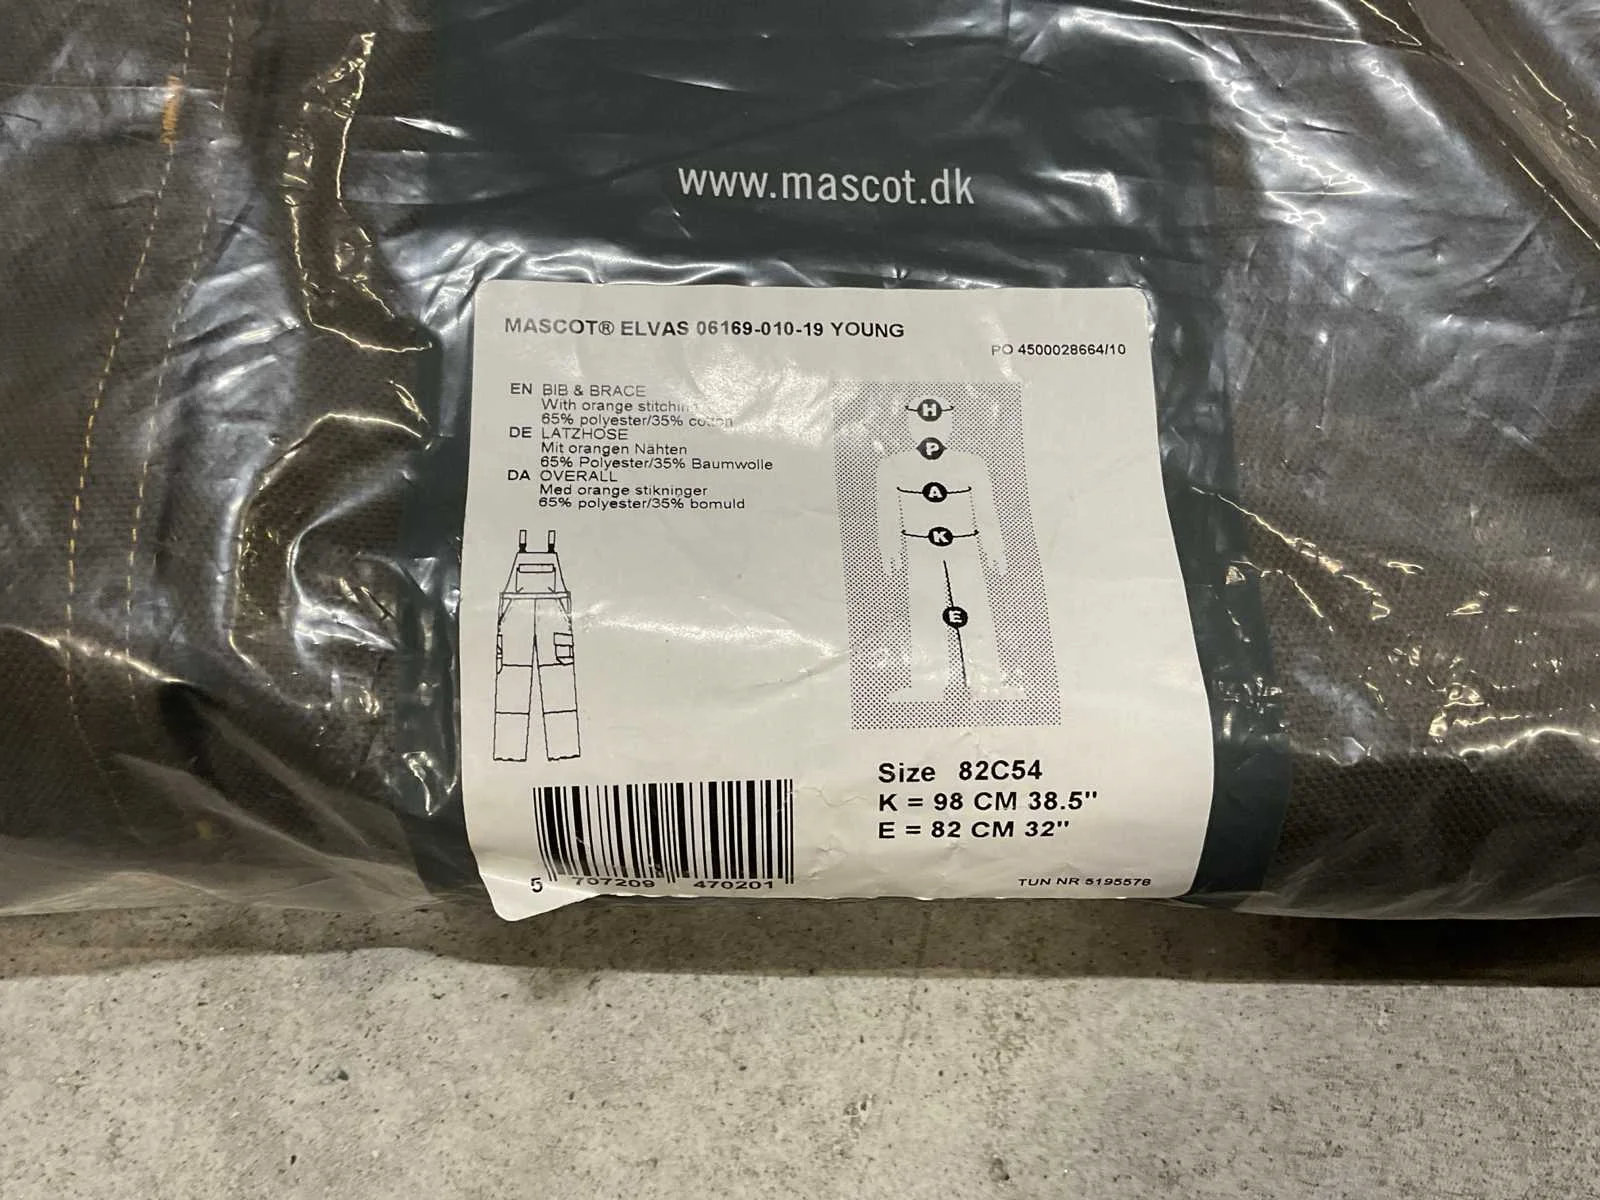 www.mascot.dk
MASCOT® ELVAS 06169-010-19 YOUNG
PO 4500028664/10
EN BIB & BRACE
With orange stitchin
65% polyester/35% cotton
DE LATZHOSE
Mit orangen Nähten
65% Polyester/35% Baumwolle
DA OVERALL
Med orange stikninger
65% polyester/35% bomuld
H
P
A
K
E
Size 82C54
K = 98 CM 38.5"
E = 82 CM 32"
5 707209 470201
TUN NR 5195578